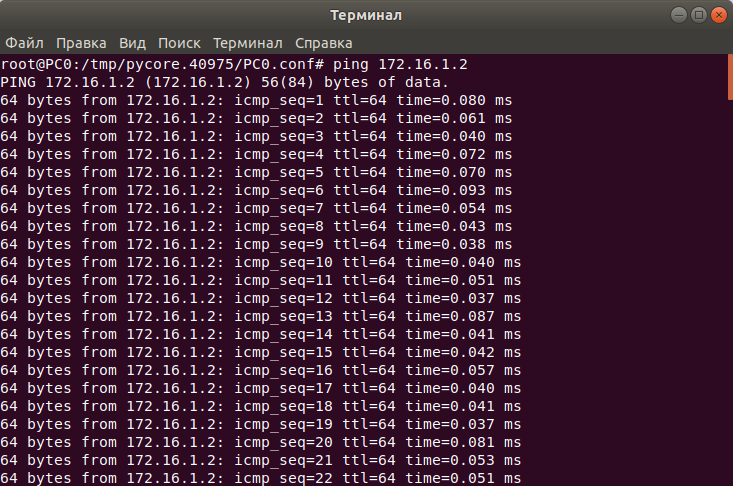 Терминал
Файл Правка Вид Поиск Терминал Справка
root@PC0:/tmp/pycore.40975/PC0.conf# ping 172.16.1.2
PING 172.16.1.2 (172.16.1.2) 56(84) bytes of data.
64 bytes from 172.16.1.2: icmp_seq=1 ttl=64 time=0.080 ms
64 bytes from 172.16.1.2: icmp_seq=2 ttl=64 time=0.061 ms
64 bytes from 172.16.1.2: icmp_seq=3 ttl=64 time=0.040 ms
64 bytes from 172.16.1.2: icmp_seq=4 ttl=64 time=0.072 ms
64 bytes from 172.16.1.2: icmp_seq=5 ttl=64 time=0.070 ms
64 bytes from 172.16.1.2: icmp_seq=6 ttl=64 time=0.093 ms
64 bytes from 172.16.1.2: icmp_seq=7 ttl=64 time=0.054 ms
64 bytes from 172.16.1.2: icmp_seq=8 ttl=64 time=0.043 ms
64 bytes from 172.16.1.2: icmp_seq=9 ttl=64 time=0.038 ms
64 bytes from 172.16.1.2: icmp_seq=10 ttl=64 time=0.040 ms
64 bytes from 172.16.1.2: icmp_seq=11 ttl=64 time=0.051 ms
64 bytes from 172.16.1.2: icmp_seq=12 ttl=64 time=0.037 ms
64 bytes from 172.16.1.2: icmp_seq=13 ttl=64 time=0.087 ms
64 bytes from 172.16.1.2: icmp_seq=14 ttl=64 time=0.041 ms
64 bytes from 172.16.1.2: icmp_seq=15 ttl=64 time=0.042 ms
64 bytes from 172.16.1.2: icmp_seq=16 ttl=64 time=0.057 ms
64 bytes from 172.16.1.2: icmp_seq=17 ttl=64 time=0.040 ms
64 bytes from 172.16.1.2: icmp_seq=18 ttl=64 time=0.041 ms
64 bytes from 172.16.1.2: icmp_seq=19 ttl=64 time=0.037 ms
64 bytes from 172.16.1.2: icmp_seq=20 ttl=64 time=0.081 ms
64 bytes from 172.16.1.2: icmp_seq=21 ttl=64 time=0.053 ms
64 bytes from 172.16.1.2: icmp_seq=22 ttl=64 time=0.051 ms